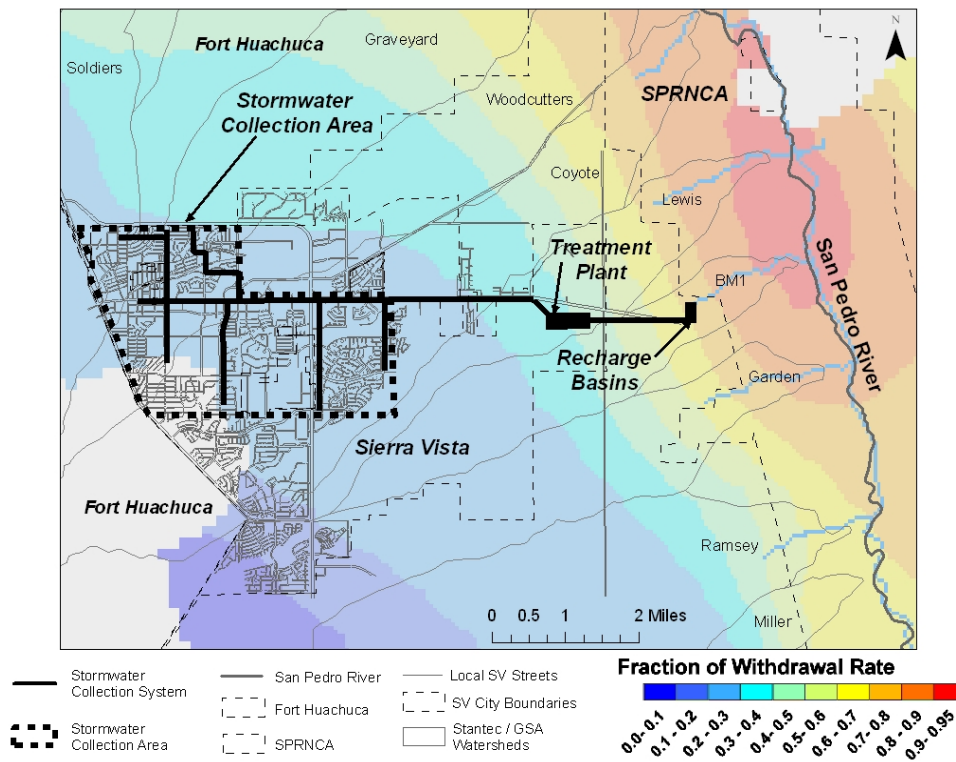 Fort Huachuca
Graveyard
N
Soldiers
Stormwater
Collection Area
Woodcutters
SPRNCA
Coyote
Lewis
Treatment
Plant
San Pedro River
BM1
Recharge
Basins
Garden
Sierra Vista
Fort Huachuca
Ramsey
Miller
0 0.5 1 2 Miles
Stormwater
Collection System
Stormwater
Collection Area
San Pedro River
Fort Huachuca
SPRNCA
Local SV Streets
SV City Boundaries
Stantec / GSA
Watersheds
Fraction of Withdrawal Rate
0.0- 0.1
0.1 - 0.2
0.2 - 0.3
0.3 - 0.4
0.4- 0.5
0.5- 0.6
0.6 - 0.7
0.7- 0.8
0.8 - 0.9
0.9- 0.95